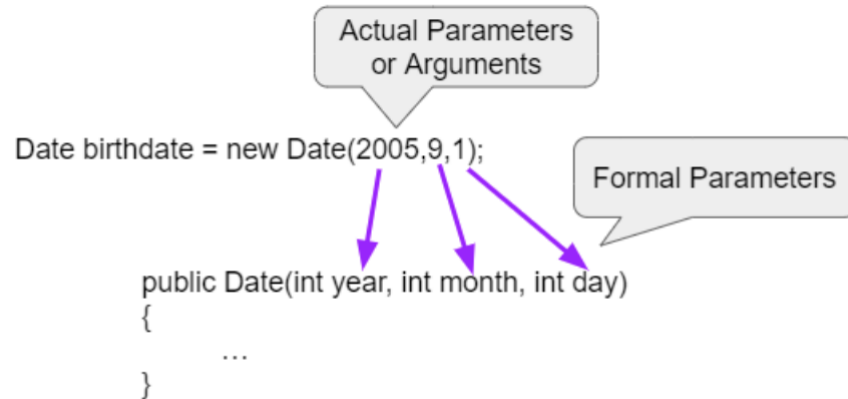 Actual Parameters
or Arguments
Date birthdate = new Date(2005,9,1);
Formal Parameters
public Date(int year, int month, int day)
{
...
}